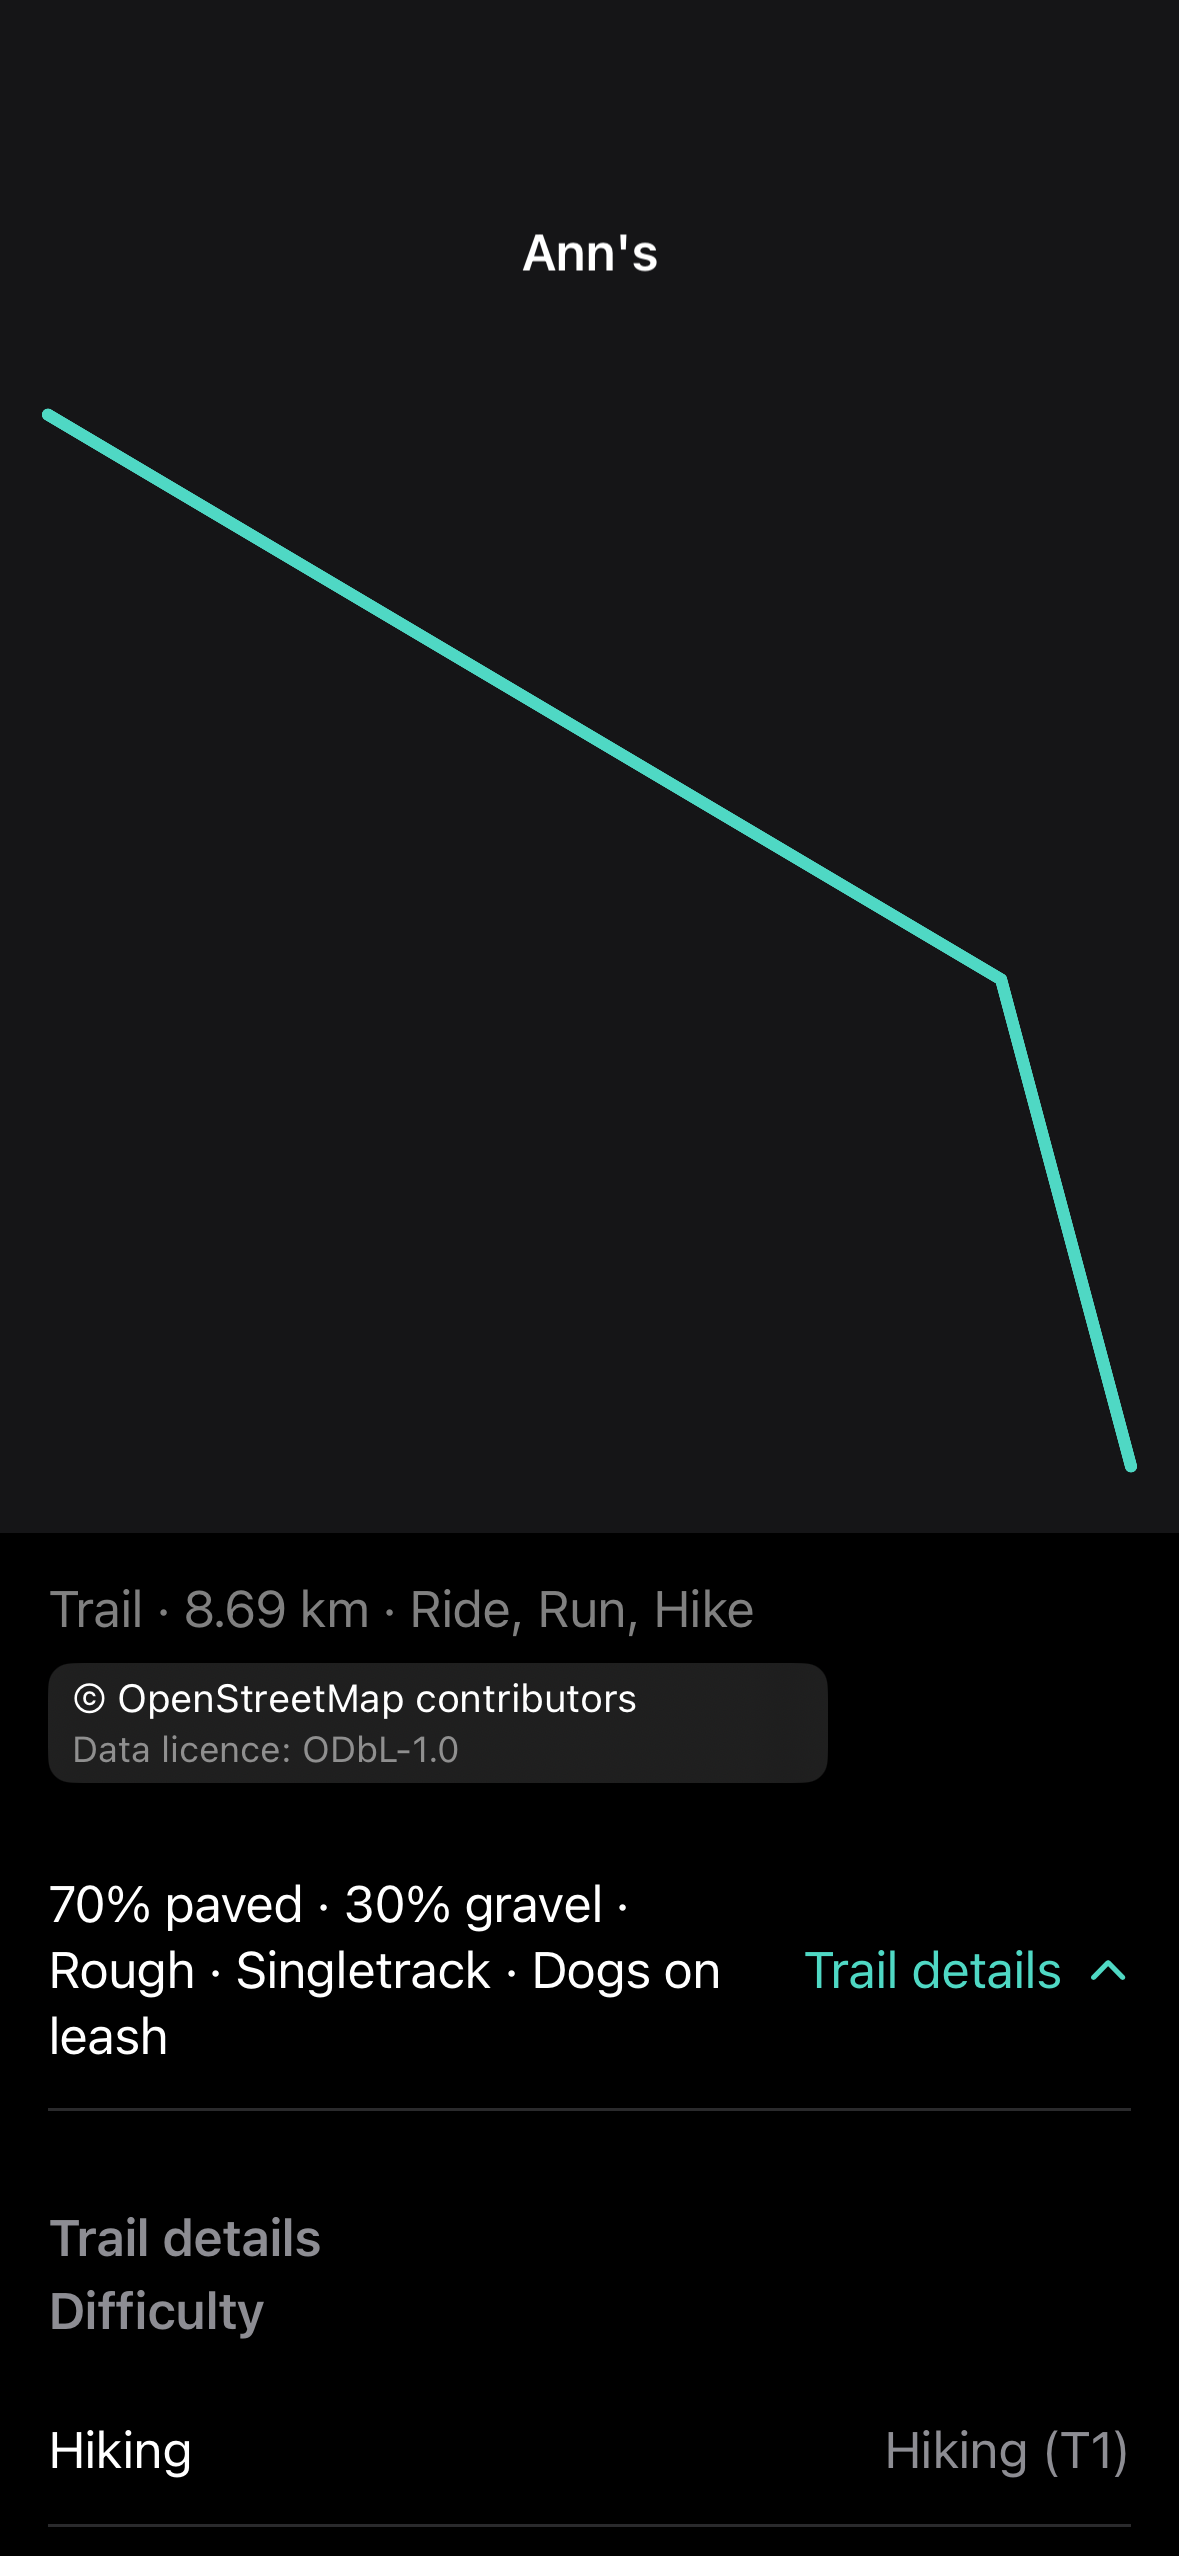 Ann's
Trail · 8.69 km · Ride, Run, Hike
© OpenStreetMap contributors
Data licence: ODbL-1.0
70% paved · 30% gravel ·
Rough · Singletrack · Dogs on
leash
Trail details
Trail details
Difficulty
Hiking
Hiking (T1)